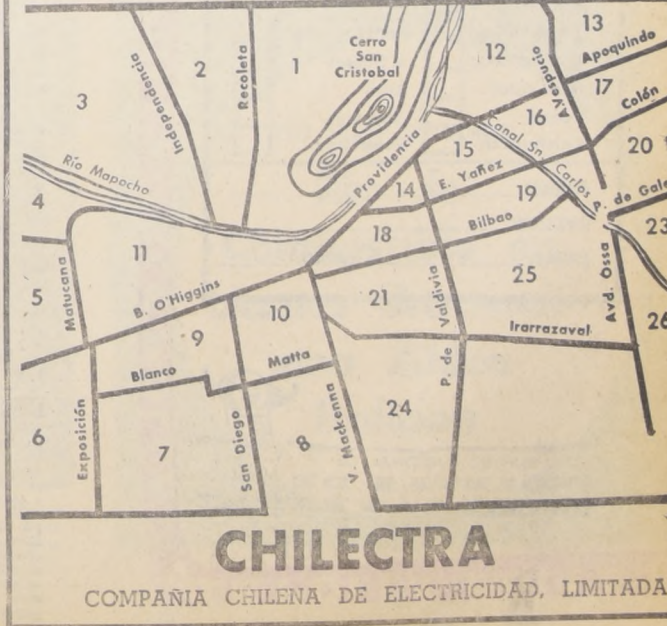 13
Apoquindo
Cerro
San
Cristobal
12
A.Vespucio
17
Colón
3
Independencia
2
Recoleta
1
16
Canal Sn. Carlos
20
15
Providencia
E. Yañez
Río Mapocho
14
19
de Gale
4
Bilbao
18
23
11
5
Matucana
B. O'Higgins
21
P. de Valdivia
25
Avd. Ossa
10
Irarrazaval
26
9
Matta
Blanco
Exposición
24
6
7
San Diego
8
V. Mackenna
CHILECTRA
COMPAÑIA CHILENA DE ELECTRICIDAD, LIMITADA